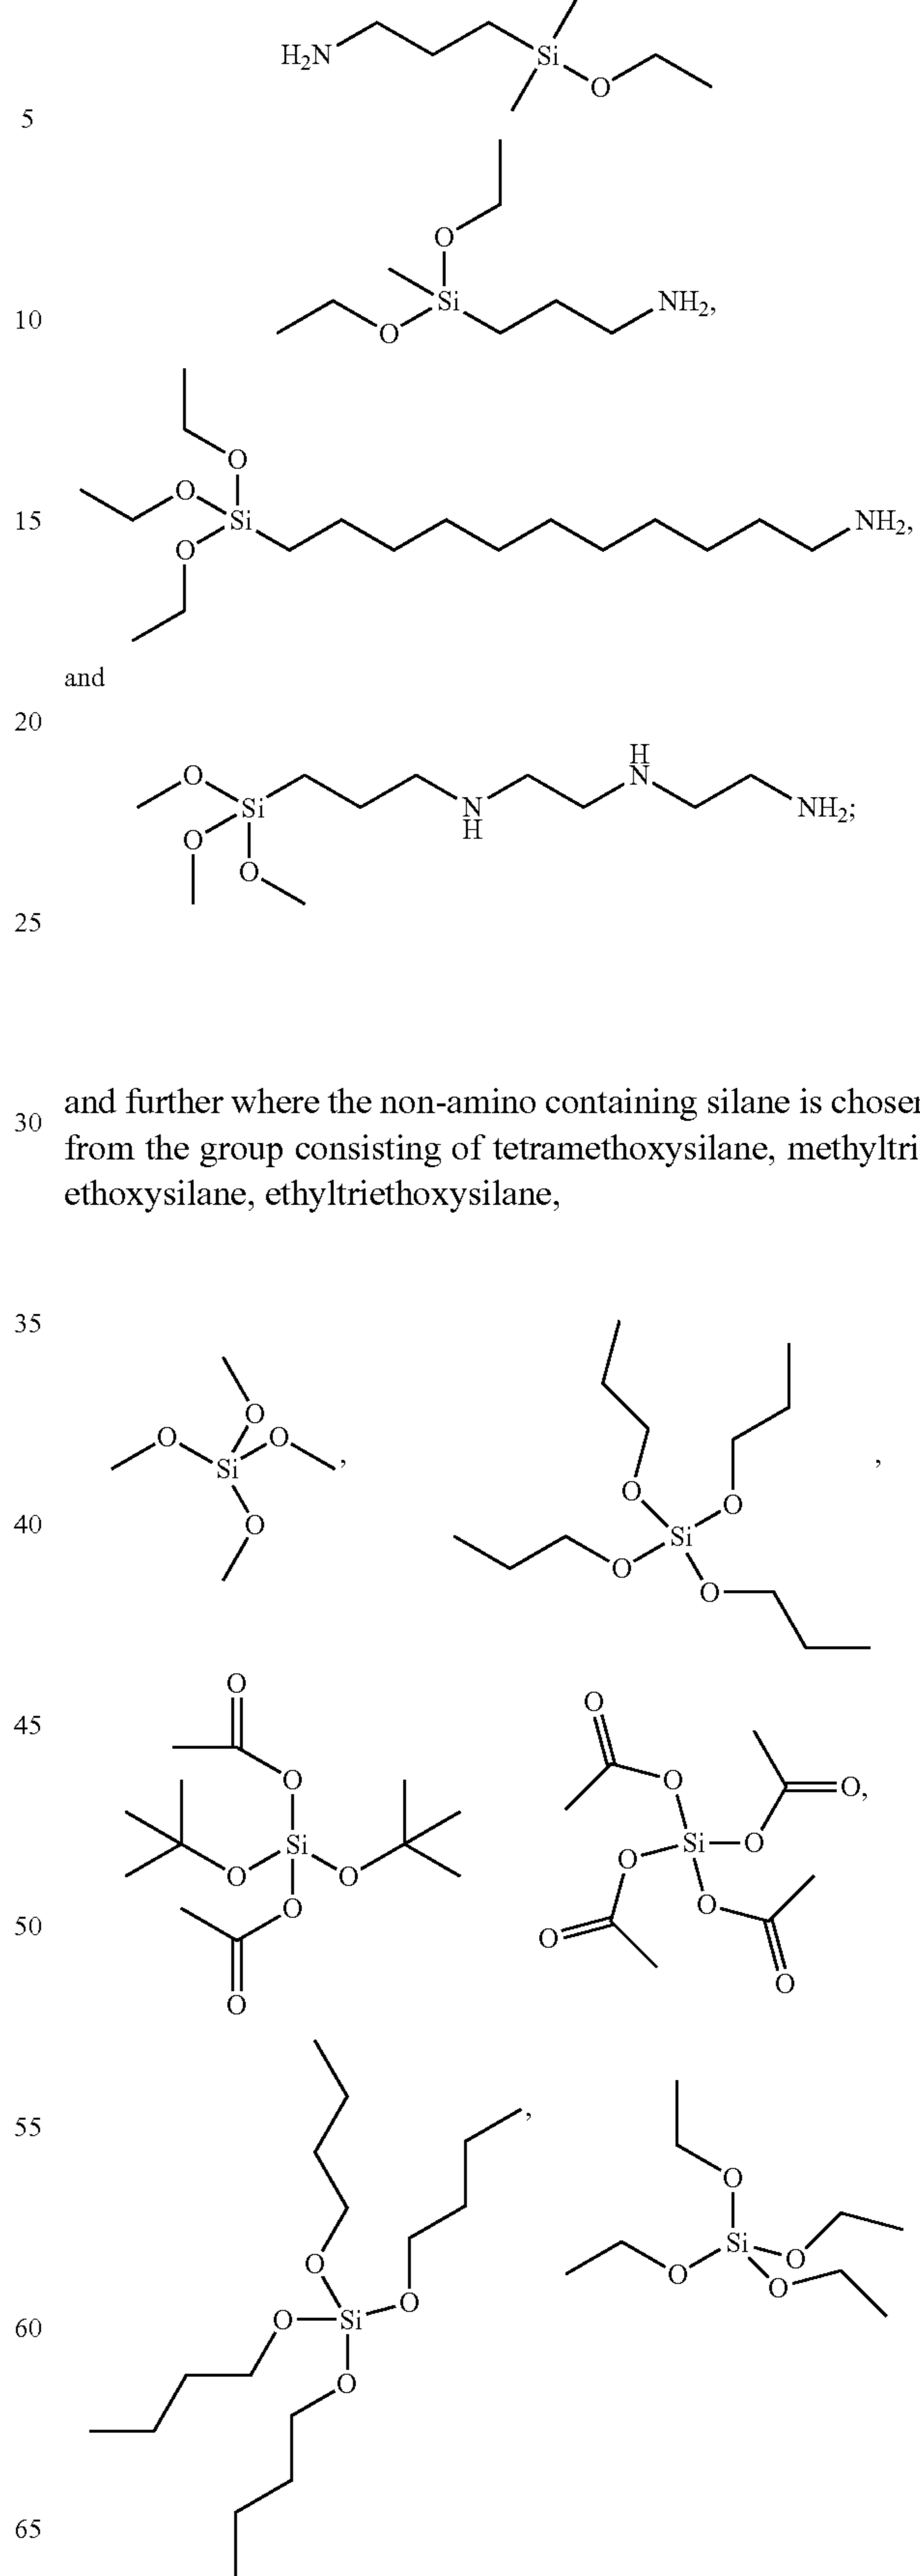 H₂N Si O
5
O
Si NH₂,
10 O
O
O
15 Si NH₂,
O
and
20
H
O N
Si N NH₂;
O H
O
25
30 and further where the non-amino containing silane is chosen
from the group consisting of tetramethoxysilane, methyltri
ethoxysilane, ethyltriethoxysilane,
35
O
O O , ,
Si O O
40 O Si
O
O
O O
45
O O O,
Si Si O
O O O
50 O O
O
O O
55 ,
O
O Si
O O O
60 O Si O
O
65